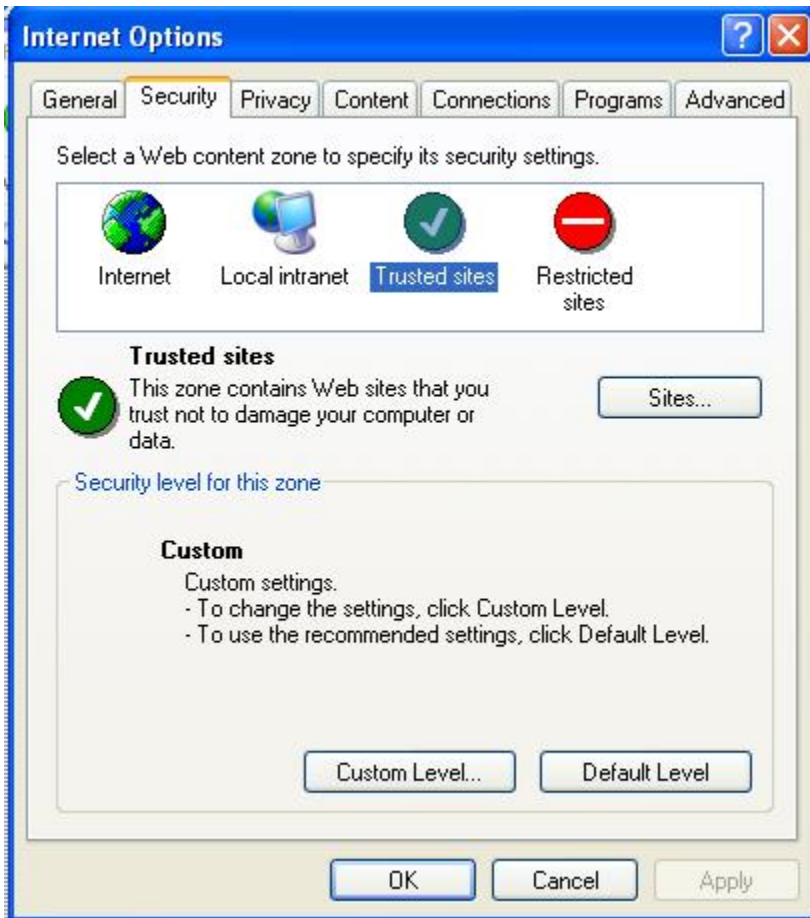 Internet Options
General Security Privacy Content Connections Programs Advanced
Select a Web content zone to specify its security settings.
Internet Local intranet Trusted sites Restricted
sites
Trusted sites
This zone contains Web sites that you
trust not to damage your computer or
data.
Sites...
Security level for this zone
Custom
Custom settings.
- To change the settings, click Custom Level.
- To use the recommended settings, click Default Level.
Custom Level... Default Level
OK Cancel Apply